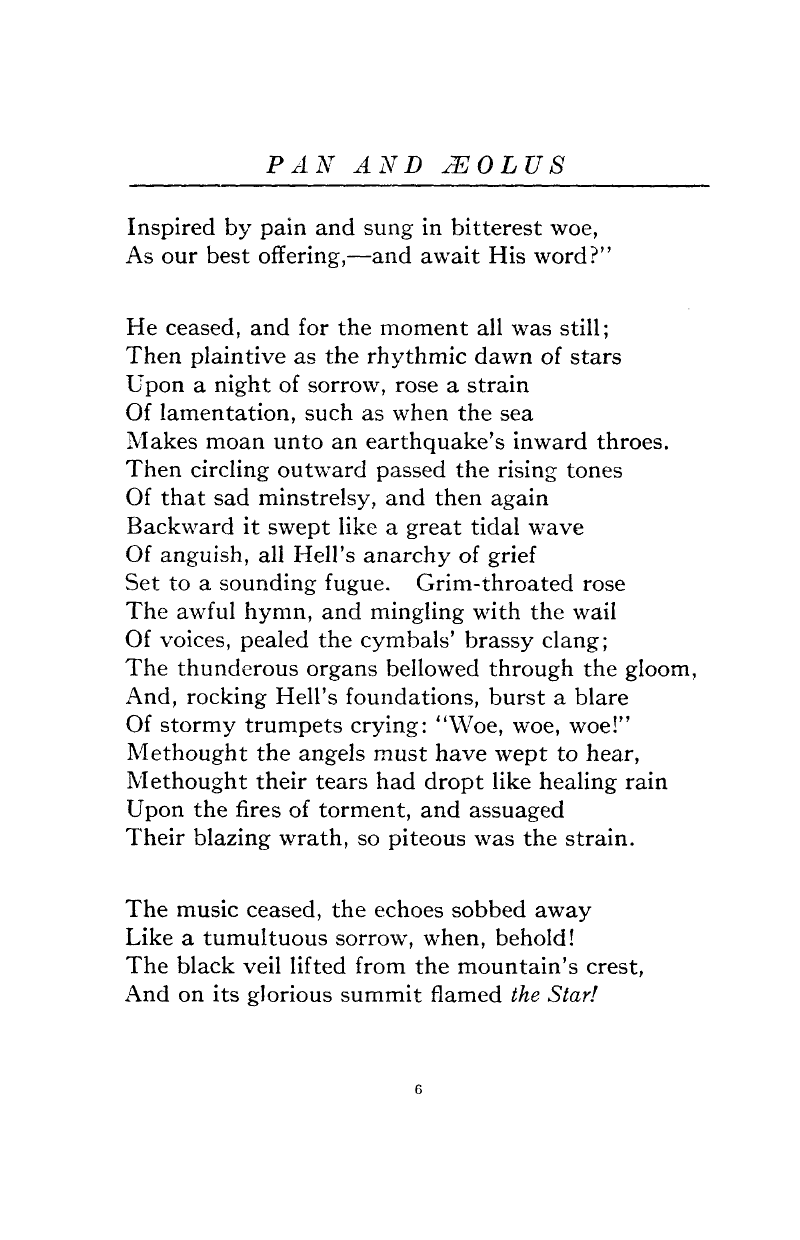 PAN AND ÆOLUS
Inspired by pain and sung in bitterest woe,
As our best offering,—and await His word?"
He ceased, and for the moment all was still;
Then plaintive as the rhythmic dawn of stars
Upon a night of sorrow, rose a strain
Of lamentation, such as when the sea
Makes moan unto an earthquake's inward throes.
Then circling outward passed the rising tones
Of that sad minstrelsy, and then again
Backward it swept like a great tidal wave
Of anguish, all Hell's anarchy of grief
Set to a sounding fugue. Grim-throated rose
The awful hymn, and mingling with the wail
Of voices, pealed the cymbals' brassy clang;
The thunderous organs bellowed through the gloom,
And, rocking Hell's foundations, burst a blare
Of stormy trumpets crying: "Woe, woe, woe!"
Methought the angels must have wept to hear,
Methought their tears had dropt like healing rain
Upon the fires of torment, and assuaged
Their blazing wrath, so piteous was the strain.
The music ceased, the echoes sobbed away
Like a tumultuous sorrow, when, behold!
The black veil lifted from the mountain's crest,
And on its glorious summit flamed the Star!
6